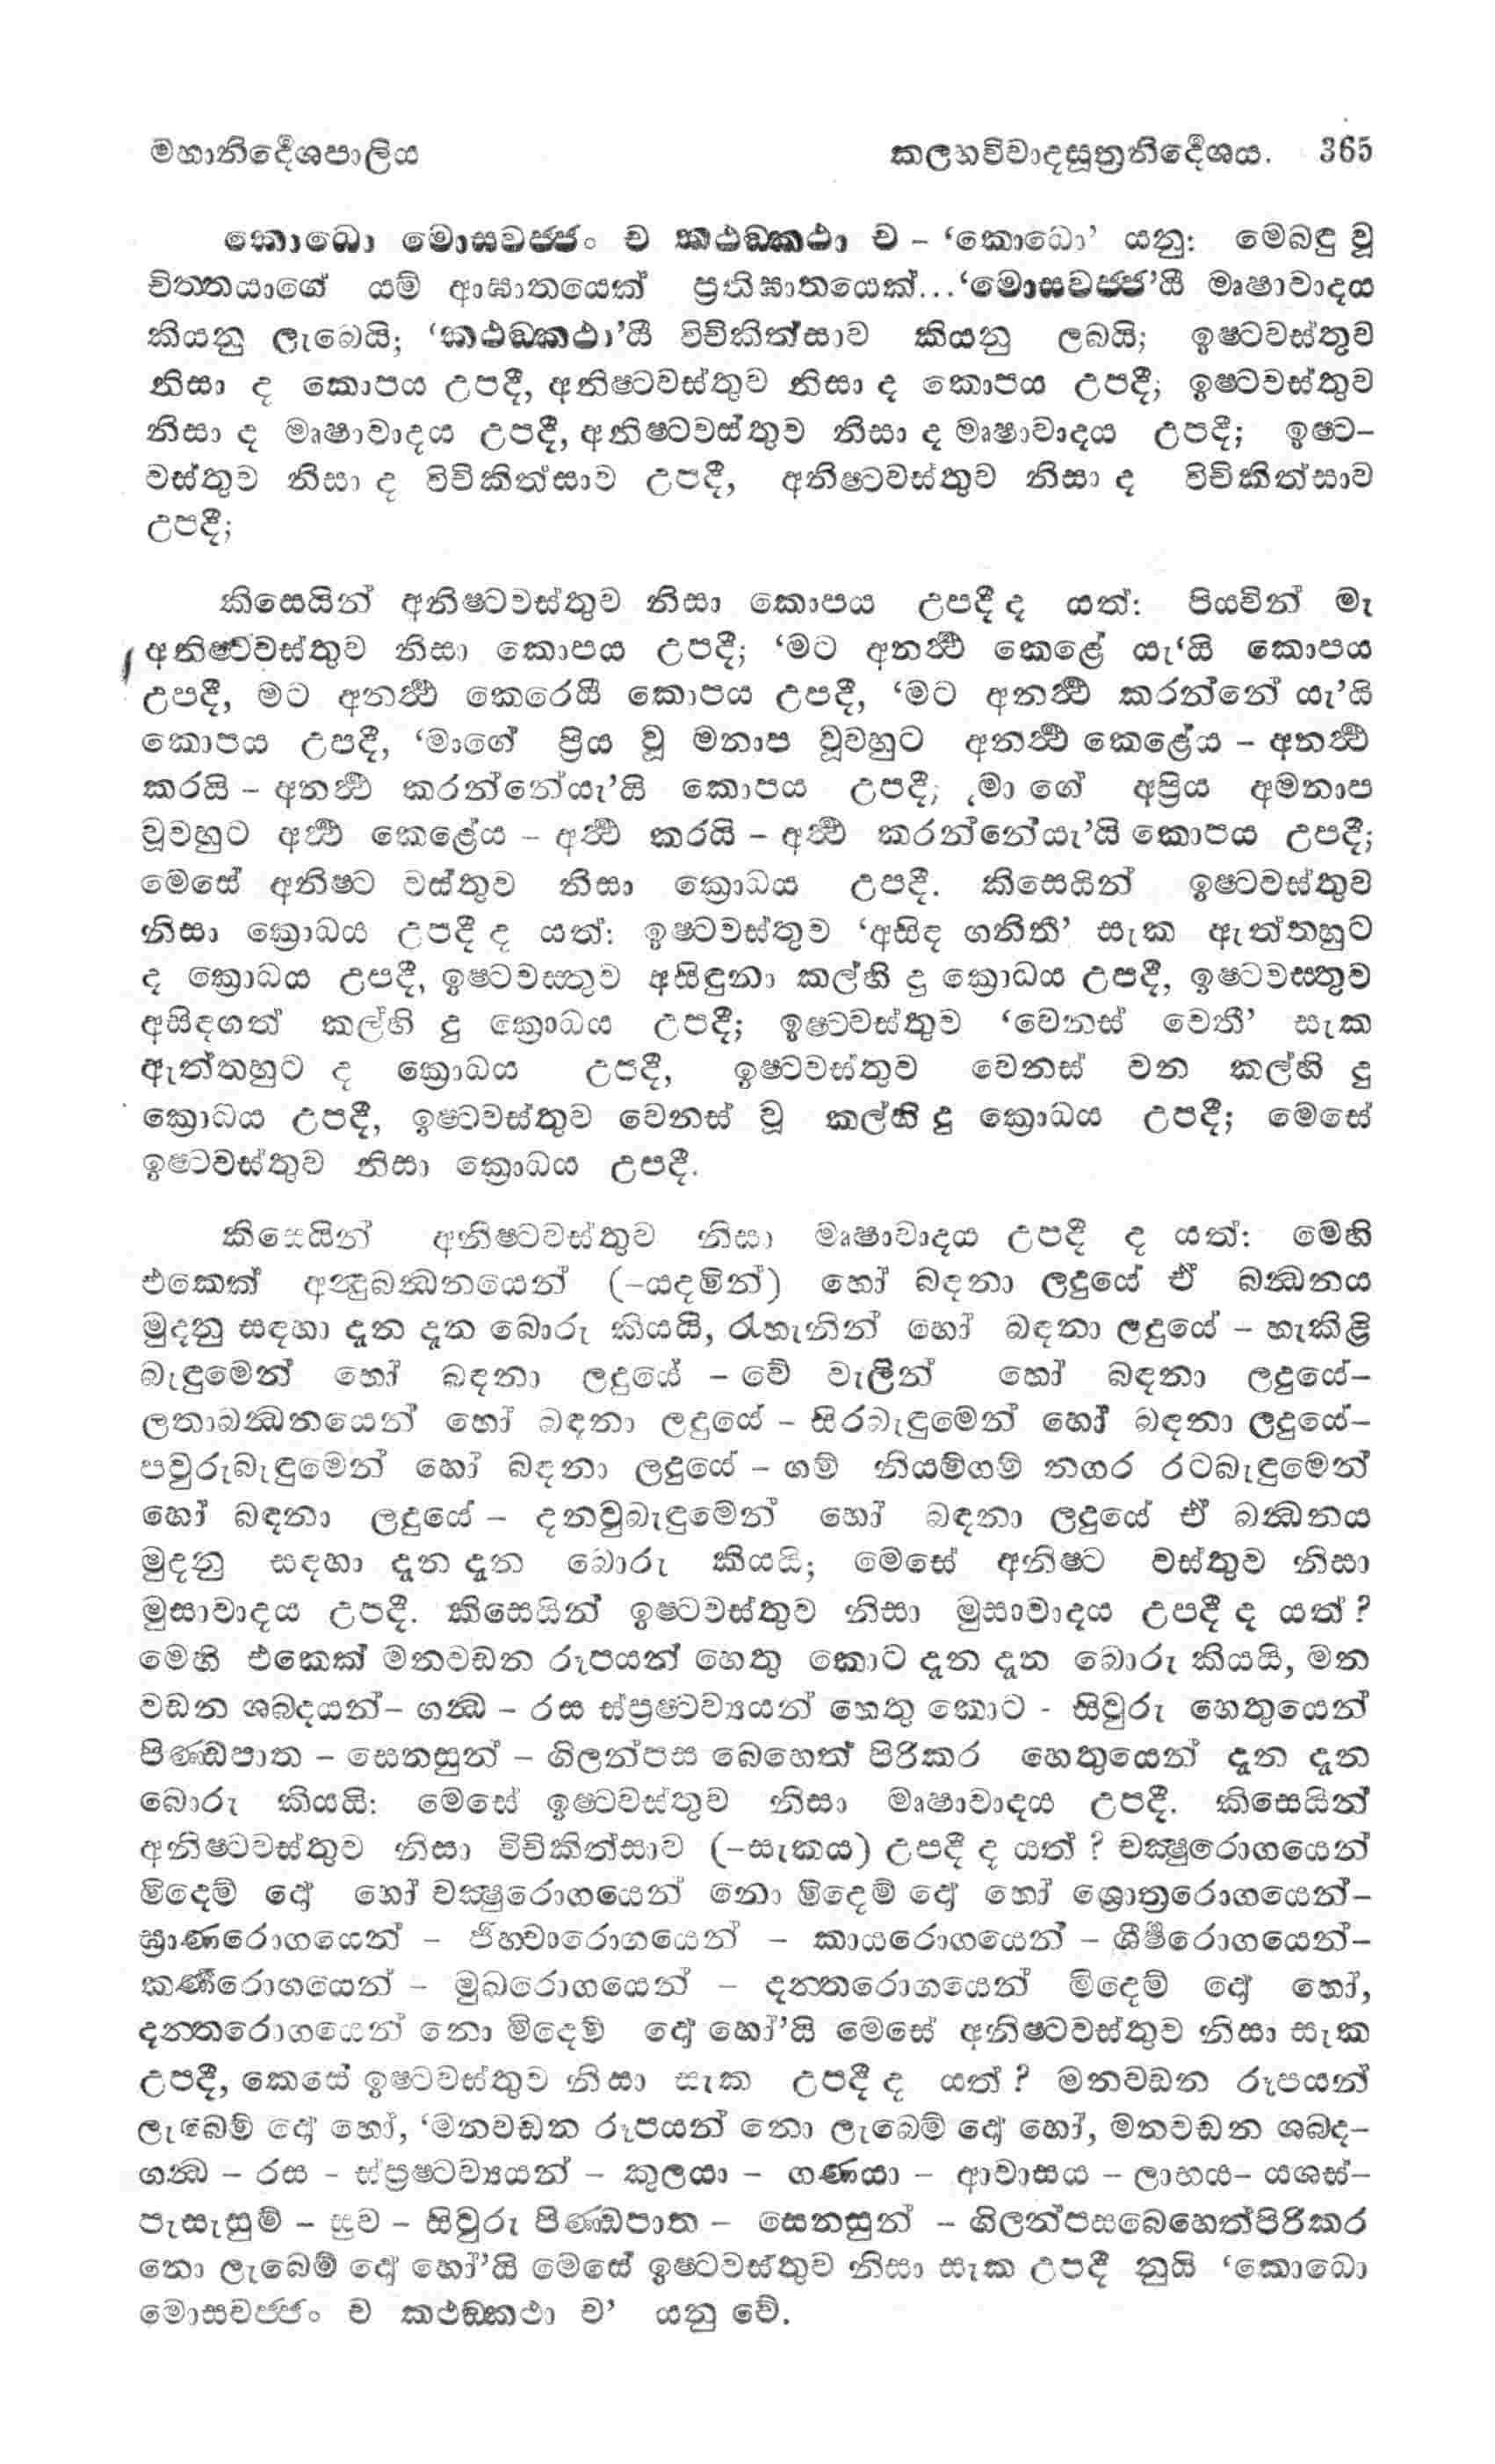 මහානිර්‍දේශපාලිය කලහවිවාදසූත්‍රනිර්‍දේශය. 365
කොධො මොසවජ්ජං ච කථඞ්කථා ච – ‘කොධො’ යනු: මෙබඳු වූ
චිත්තයාගේ යම් ආඝාතයෙක් ප්‍රතිඝාතයෙක්...‘මොසවජ්ජ’යී මෘෂාවාදය
කියනු ලැබෙයි; ‘කථඞ්කථා’යී විචිකිත්සාව කියනු ලබයි; ඉෂ්ටවස්තුව
නිසා ද කොපය උපදී, අනිෂ්ටවස්තුව නිසා ද කොපය උපදී; ඉෂ්ටවස්තුව
නිසා ද මෘෂාවාදය උපදී, අනිෂ්ටවස්තුව නිසා ද මෘෂාවාදය උපදී; ඉෂ්ට–
වස්තුව නිසා ද විචිකිත්සාව උපදී, අනිෂ්ටවස්තුව නිසා ද විචිකිත්සාව
උපදී;
කිසෙයින් අනිෂ්ටවස්තුව නිසා කොපය උපදී ද යත්: පියවින් මැ
අනිෂ්ටවස්තුව නිසා කොපය උපදී; ‘මට අනර්‍ත්‍ථ කෙළේ යැ‘යි කොපය
උපදී, මට අනර්‍ත්‍ථ කෙරෙයී කොපය උපදී, ‘මට අනර්‍ත්‍ථ කරන්නේ යැ’යි
කොපය උපදී, ‘මාගේ ප්‍රිය වූ මනාප වූවහුට අනර්‍ත්‍ථ කෙළේය – අනර්‍ත්‍ථ
කරයි – අනර්‍ත්‍ථ කරන්නේයැ’යි කොපය උපදී; ‘මා ගේ අප්‍රිය අමනාප
වූවහුට අර්‍ත්‍ථ කෙළේය – අර්‍ත්‍ථ කරයි – අර්‍ත්‍ථ කරන්නේයැ’යි කොපය උපදී;
මෙසේ අනිෂ්ට වස්තුව නිසා ක්‍රොධය උපදී. කිසෙයින් ඉෂ්ටවස්තුව
නිසා ක්‍රොධය උපදී ද යත්: ඉෂ්ටවස්තුව ‘අසිඳ ගනිතී’ සැක ඇත්තහුට
ද ක්‍රොධය උපදී, ඉෂ්ටවස්තුව අසිඳුනා කල්හි දු ක්‍රොධය උපදී, ඉෂ්ටවස්තුව
අසිඳගත් කල්හි දු ක්‍රොධය උපදී; ඉෂ්ටවස්තුව ‘වෙනස් වෙතී’ සැක
ඇත්තහුට ද ක්‍රොධය උපදී, ඉෂ්ටවස්තුව වෙනස් වන කල්හි දු
ක්‍රොධය උපදී, ඉෂ්ටවස්තුව වෙනස් වූ කල්හි දු ක්‍රොධය උපදී; මෙසේ
ඉෂ්ටවස්තුව නිසා ක්‍රොධය උපදී.
කිසෙයින් අනිෂ්ටවස්තුව නිසා මෘෂාවාදය උපදී ද යත්: මෙහි
එකෙක් අන්‍දුබන්‍ධනයෙන් (–යදමින්) හෝ බඳනා ලදුයේ ඒ බන්‍ධනය
මුදනු සඳහා දැන දැන බොරු කියයි, රැහැනින් හෝ බඳනා ලදුයේ – හැකිළි
බැඳුමෙන් හෝ බඳනා ලදුයේ – වේ වැලින් හෝ බඳනා ලදුයේ–
ලතාබන්‍ධනයෙන් හෝ බඳනා ලදුයේ – සිරබැඳුමෙන් හෝ බඳනා ලදුයේ–
පවුරුබැඳුමෙන් හෝ බඳනා ලදුයේ – ගම් නියම්ගම් නගර රටබැඳුමෙන්
හෝ බඳනා ලදුයේ – දනවුබැඳුමෙන් හෝ බඳනා ලදුයේ ඒ බන්‍ධනය
මුදනු සඳහා දැන දැන බොරු කියයි; මෙසේ අනිෂ්ට වස්තුව නිසා
මුසාවාදය උපදී. කිසෙයින් ඉෂ්ටවස්තුව නිසා මුසාවාදය උපදී ද යත් ?
මෙහි එකෙක් මනවඩන රූපයන් හෙතු කොට දැන දැන බොරු කියයි, මන
වඩන ශබ්දයන්– ගන්‍ධ – රස ස්ප්‍රෂ්ටව්‍යයන් හෙතු කොට - සිවුරු හෙතුයෙන්
පිණ්ඩපාත – සෙනසුන් – ගිලන්පස බෙහෙත් පිරිකර හෙතුයෙන් දැන දැන
බොරු කියයි: මෙසේ ඉෂ්ටවස්තුව නිසා මෘෂාවාදය උපදී. කිසෙයින්
අනිෂ්ටවස්තුව නිසා විචිකිත්සාව (–සැකය) උපදී ද යත් ? චක්‍ෂුරොගයෙන්
මිදෙම් දෝ හෝ චක්‍ෂුරොගයෙන් නො මිදෙම් දෝ හෝ ශ්‍රොත්‍රරොගයෙන්–
ඝ්‍රාණරොගයෙන් – ජිහ්වාරොගයෙන් – කායරොගයෙන් – ශීර්‍ෂරොගයෙන්–
කර්‍ණරොගයෙන් – මුඛරොගයෙන් – දන්තරොගයෙන් මිදෙම් දෝ හෝ,
දන්තරොගයෙන් නො මිදෙම් දෝ හෝ’යි මෙසේ අනිෂ්ටවස්තුව නිසා සැක
උපදී, කෙසේ ඉෂ්ටවස්තුව නිසා සැක උපදී ද යත් ? මනවඩන රූපයන්
ලැබෙම් දෝ හෝ, ‘මනවඩන රූපයන් නො ලැබෙම් දෝ හෝ, මනවඩන ශබ්ද–
ගන්‍ධ – රස – ස්ප්‍රෂ්ටව්‍යයන් – කුලයා – ගණයා – ආවාසය – ලාභය– යශස්–
පැසැසුම් – සුව – සිවුරු පිණ්ඩපාත – සෙනසුන් – ගිලන්පසබෙහෙත්පිරිකර
නො ලැබෙම් දෝ හෝ’යි මෙසේ ඉෂ්ටවස්තුව නිසා සැක උපදී නුයි ‘කොධො
මොසවජ්ජං ච කථඞ්කථා ච’ යනු වේ.